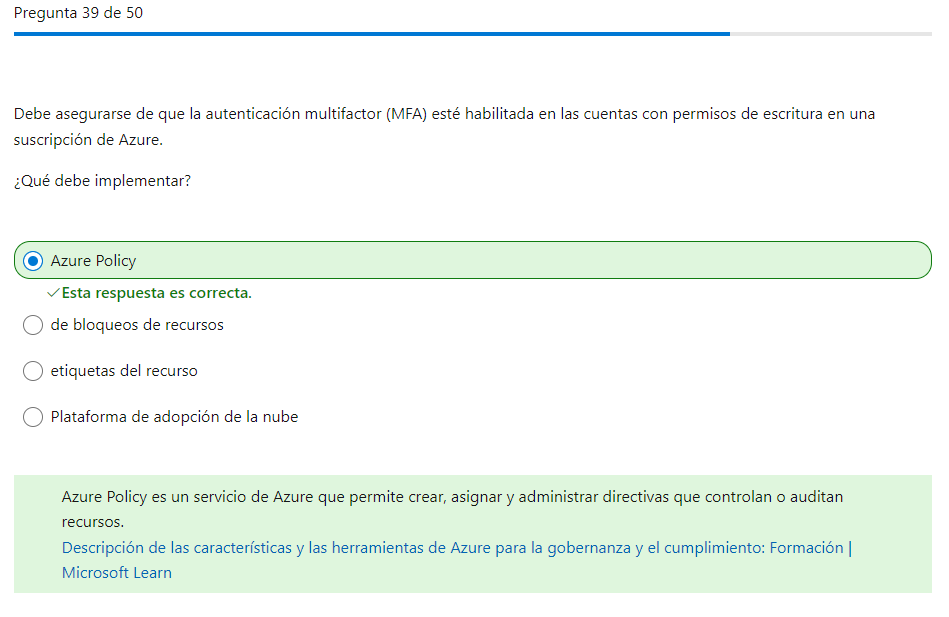 Pregunta 39 de 50
Debe asegurarse de que la autenticación multifactor (MFA) esté habilitada en las cuentas con permisos de escritura en una
suscripción de Azure.
¿Qué debe implementar?
Azure Policy
Esta respuesta es correcta.
de bloqueos de recursos
etiquetas del recurso
Plataforma de adopción de la nube
Azure Policy es un servicio de Azure que permite crear, asignar y administrar directivas que controlan o auditan
recursos.
Descripción de las características y las herramientas de Azure para la gobernanza y el cumplimiento: Formación |
Microsoft Learn